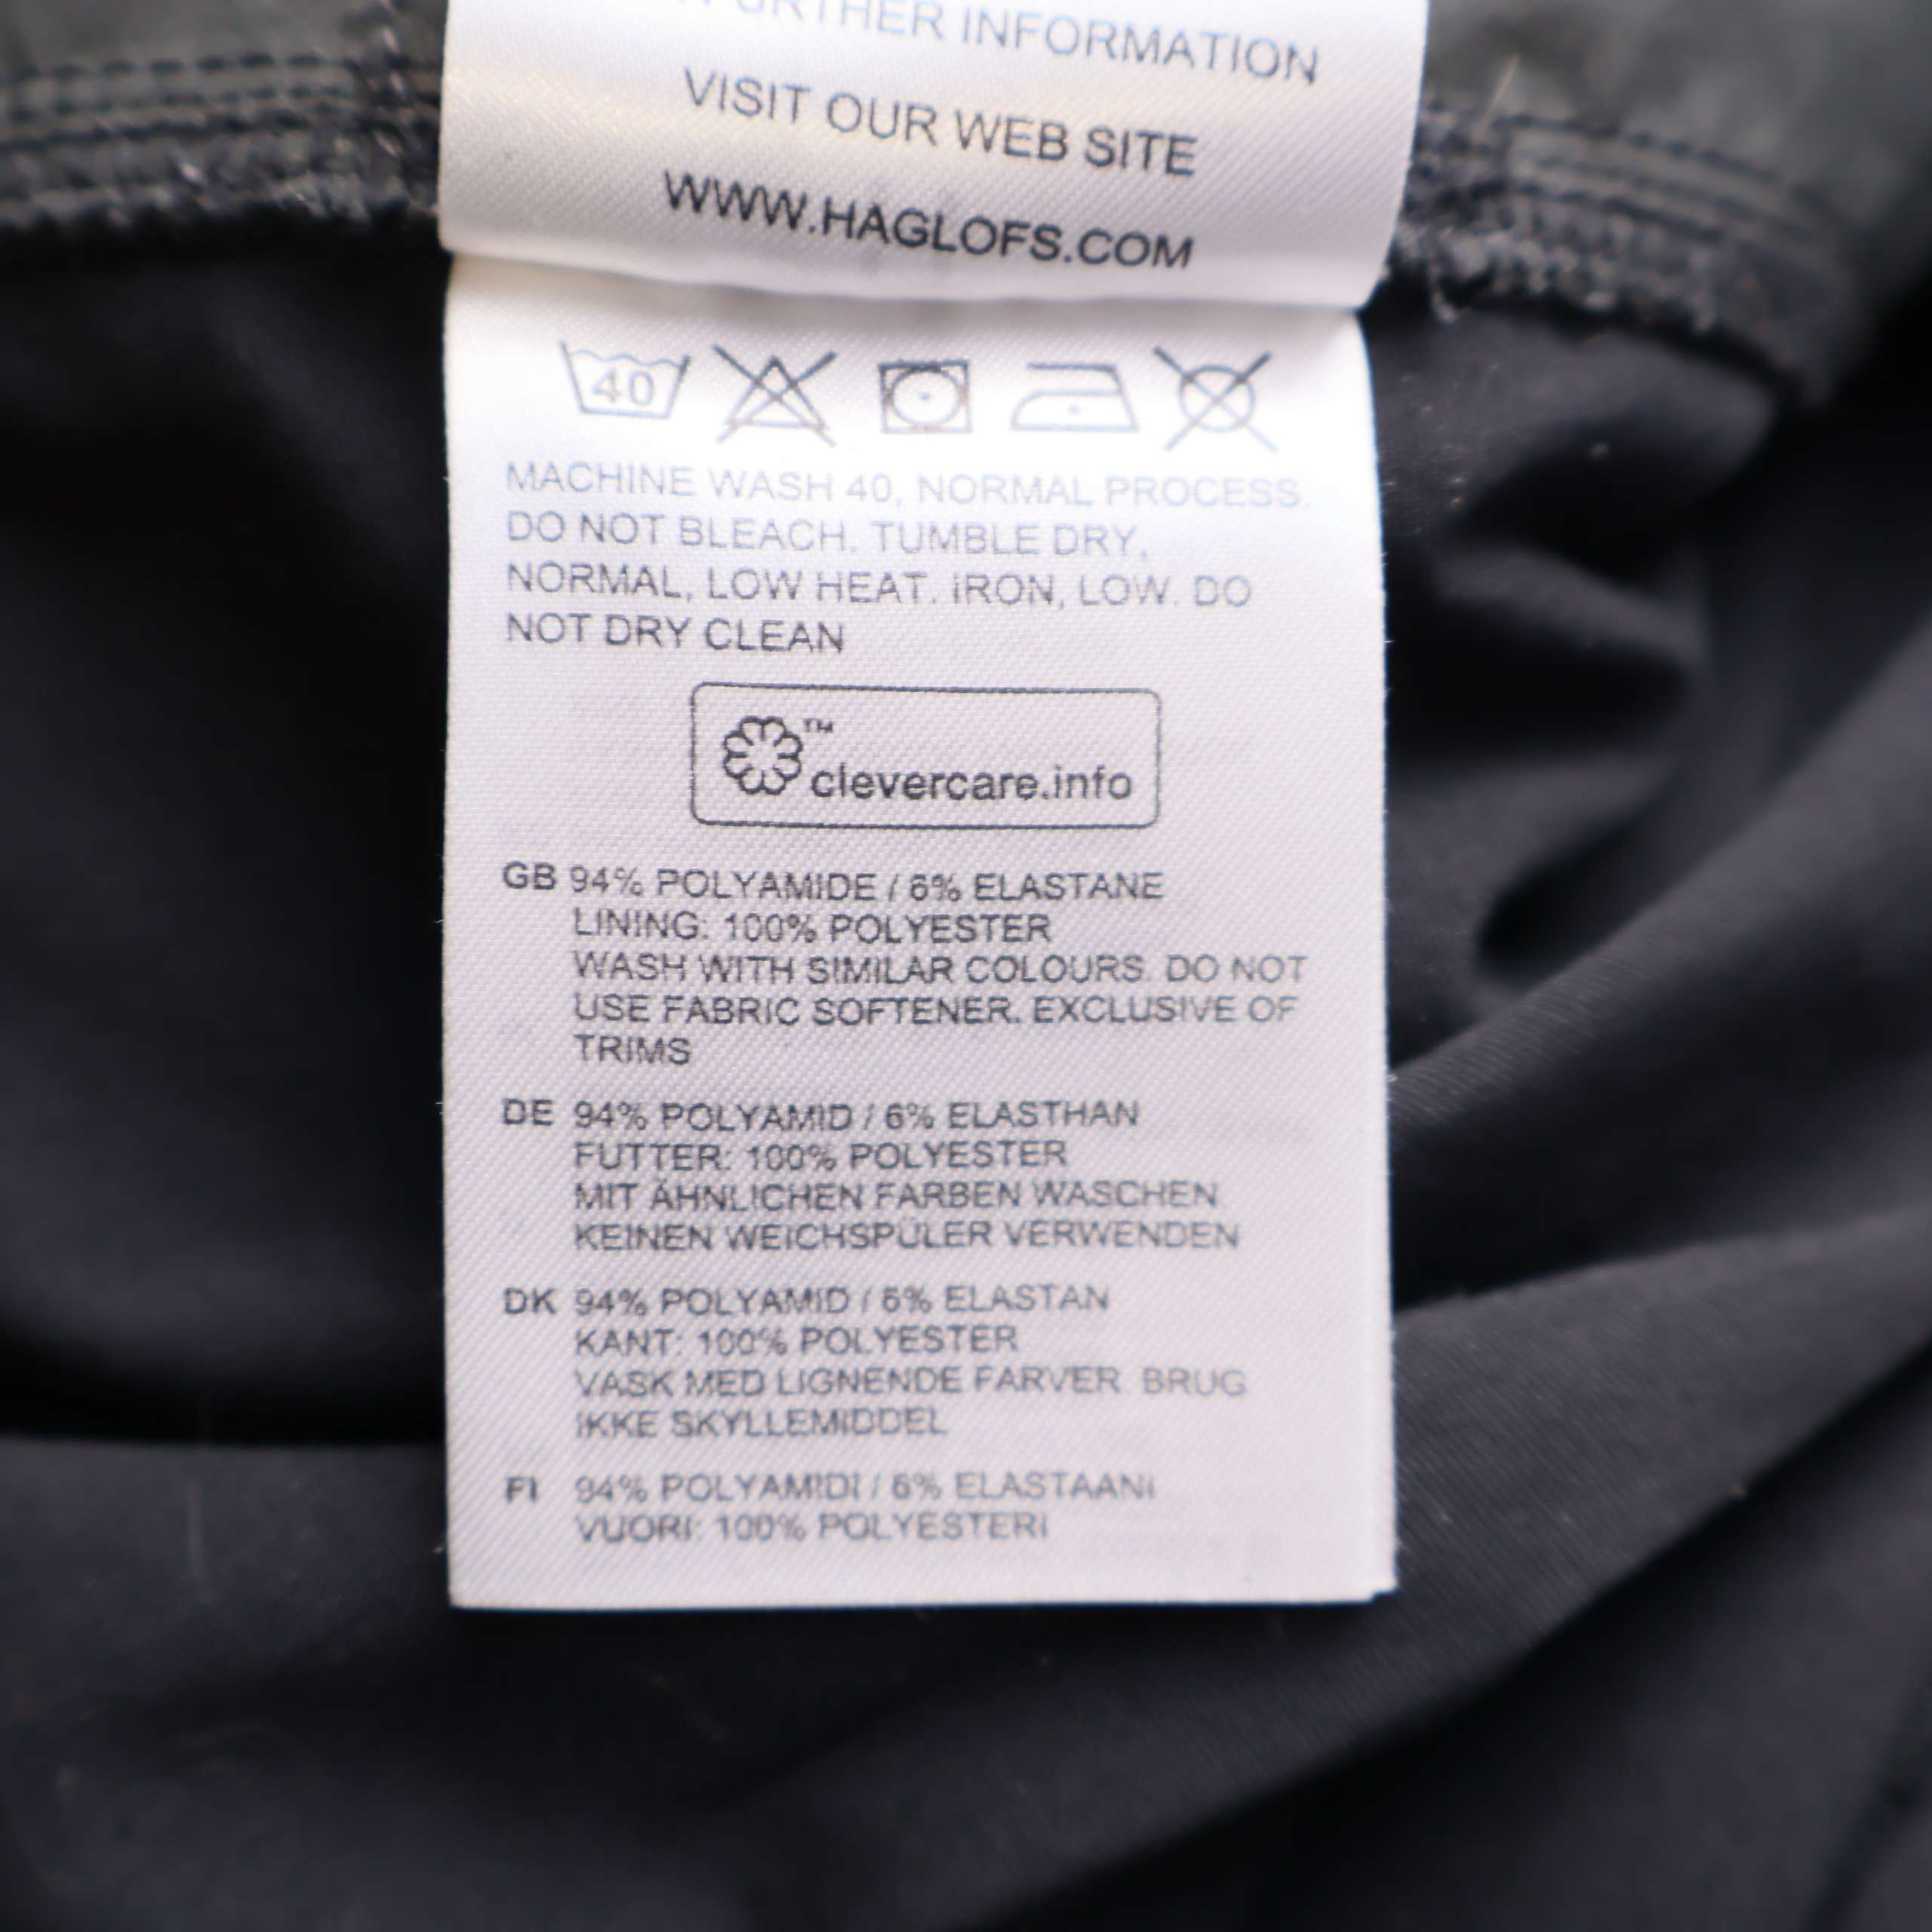 FURTHER INFORMATION
VISIT OUR WEB SITE
WWW.HAGLOFS.COM
40
MACHINE WASH 40, NORMAL PROCESS.
DO NOT BLEACH. TUMBLE DRY,
NORMAL, LOW HEAT. IRON, LOW. DO
NOT DRY CLEAN
™
clevercare.info
GB 94% POLYAMIDE / 6% ELASTANE
LINING: 100% POLYESTER
WASH WITH SIMILAR COLOURS. DO NOT
USE FABRIC SOFTENER. EXCLUSIVE OF
TRIMS
DE 94% POLYAMID / 6% ELASTHAN
FUTTER: 100% POLYESTER
MIT ÄHNLICHEN FARBEN WASCHEN.
KEINEN WEICHSPÜLER VERWENDEN
DK 94% POLYAMID / 6% ELASTAN
KANT: 100% POLYESTER
VASK MED LIGNENDE FARVER. BRUG
IKKE SKYLLEMIDDEL
FI 94% POLYAMIDI / 6% ELASTAANI
VUORI: 100% POLYESTERI